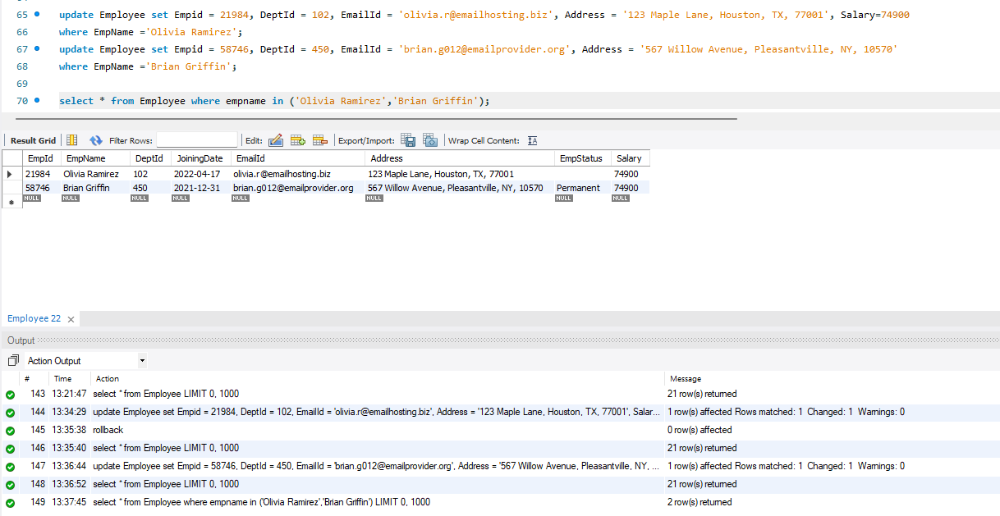 65 update Employee set Empid = 21984, DeptId = 102, EmailId = 'olivia.r@emailhosting.biz', Address = '123 Maple Lane, Houston, TX, 77001', Salary=74900
66 where EmpName ='Olivia Ramirez';
67 update Employee set Empid = 58746, DeptId = 450, EmailId = 'brian.g012@emailprovider.org', Address = '567 Willow Avenue, Pleasantville, NY, 10570'
68 where EmpName ='Brian Griffin';
69
70 select * from Employee where empname in ('Olivia Ramirez','Brian Griffin');
Result Grid Filter Rows: Edit: Export/Import: Wrap Cell Content: IA
EmpId EmpName DeptId JoiningDate EmailId Address EmpStatus Salary
21984 Olivia Ramirez 102 2022-04-17 olivia.r@emailhosting.biz 123 Maple Lane, Houston, TX, 77001 74900
58746 Brian Griffin 450 2021-12-31 brian.g012@emailprovider.org 567 Willow Avenue, Pleasantville, NY, 10570 Permanent 74900
NULL NULL NULL NULL NULL NULL NULL NULL
Employee 22
Output
Action Output
# Time Action Message
143 13:21:47 select * from Employee LIMIT 0, 1000 21 row(s) returned
144 13:34:29 update Employee set Empid = 21984, DeptId = 102, EmailId = 'olivia.r@emailhosting.biz', Address = '123 Maple Lane, Houston, TX, 77001', Salar... 1 row(s) affected Rows matched: 1 Changed: 1 Warnings: 0
145 13:35:38 rollback 0 row(s) affected
146 13:35:40 select * from Employee LIMIT 0, 1000 21 row(s) returned
147 13:36:44 update Employee set Empid = 58746, DeptId = 450, EmailId = 'brian.g012@emailprovider.org', Address = '567 Willow Avenue, Pleasantville, NY, ... 1 row(s) affected Rows matched: 1 Changed: 1 Warnings: 0
148 13:36:52 select * from Employee LIMIT 0, 1000 21 row(s) returned
149 13:37:45 select * from Employee where empname in ('Olivia Ramirez','Brian Griffin') LIMIT 0, 1000 2 row(s) returned